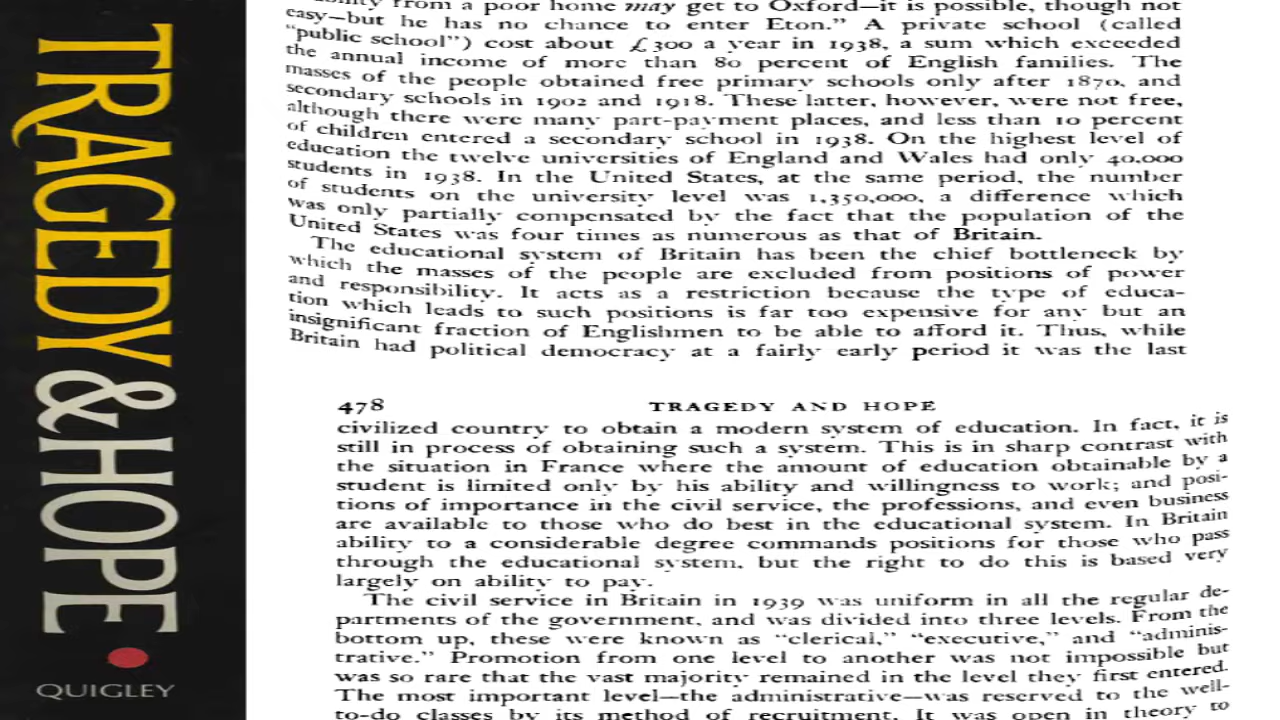 TRAGEDY & HOPE
QUIGLEY
from a poor home may get to Oxford—it is possible, though not
easy—but he has no chance to enter Eton." A private school (called
"public school") cost about £300 a year in 1938, a sum which exceeded
the annual income of more than 80 percent of English families. The
masses of the people obtained free primary schools only after 1870, and
secondary schools in 1902 and 1918. These latter, however, were not free,
although there were many part-payment places, and less than 10 percent
of children entered a secondary school in 1938. On the highest level of
education the twelve universities of England and Wales had only 40,000
students in 1938. In the United States, at the same period, the number
of students on the university level was 1,350,000, a difference which
was only partially compensated by the fact that the population of the
United States was four times as numerous as that of Britain.
The educational system of Britain has been the chief bottleneck by
which the masses of the people are excluded from positions of power
and responsibility. It acts as a restriction because the type of educa-
tion which leads to such positions is far too expensive for any but an
insignificant fraction of Englishmen to be able to afford it. Thus, while
Britain had political democracy at a fairly early period it was the last
478 TRAGEDY AND HOPE
civilized country to obtain a modern system of education. In fact, it is
still in process of obtaining such a system. This is in sharp contrast with
the situation in France where the amount of education obtainable by a
student is limited only by his ability and willingness to work; and posi-
tions of importance in the civil service, the professions, and even business
are available to those who do best in the educational system. In Britain
ability to a considerable degree commands positions for those who pass
through the educational system, but the right to do this is based very
largely on ability to pay.
The civil service in Britain in 1939 was uniform in all the regular de-
partments of the government, and was divided into three levels. From the
bottom up, these were known as "clerical," "executive," and "adminis-
trative." Promotion from one level to another was not impossible but
was so rare that the vast majority remained in the level they first entered.
The most important level—the administrative—was reserved to the well-
to-do classes by its method of recruitment. It was open in theory to